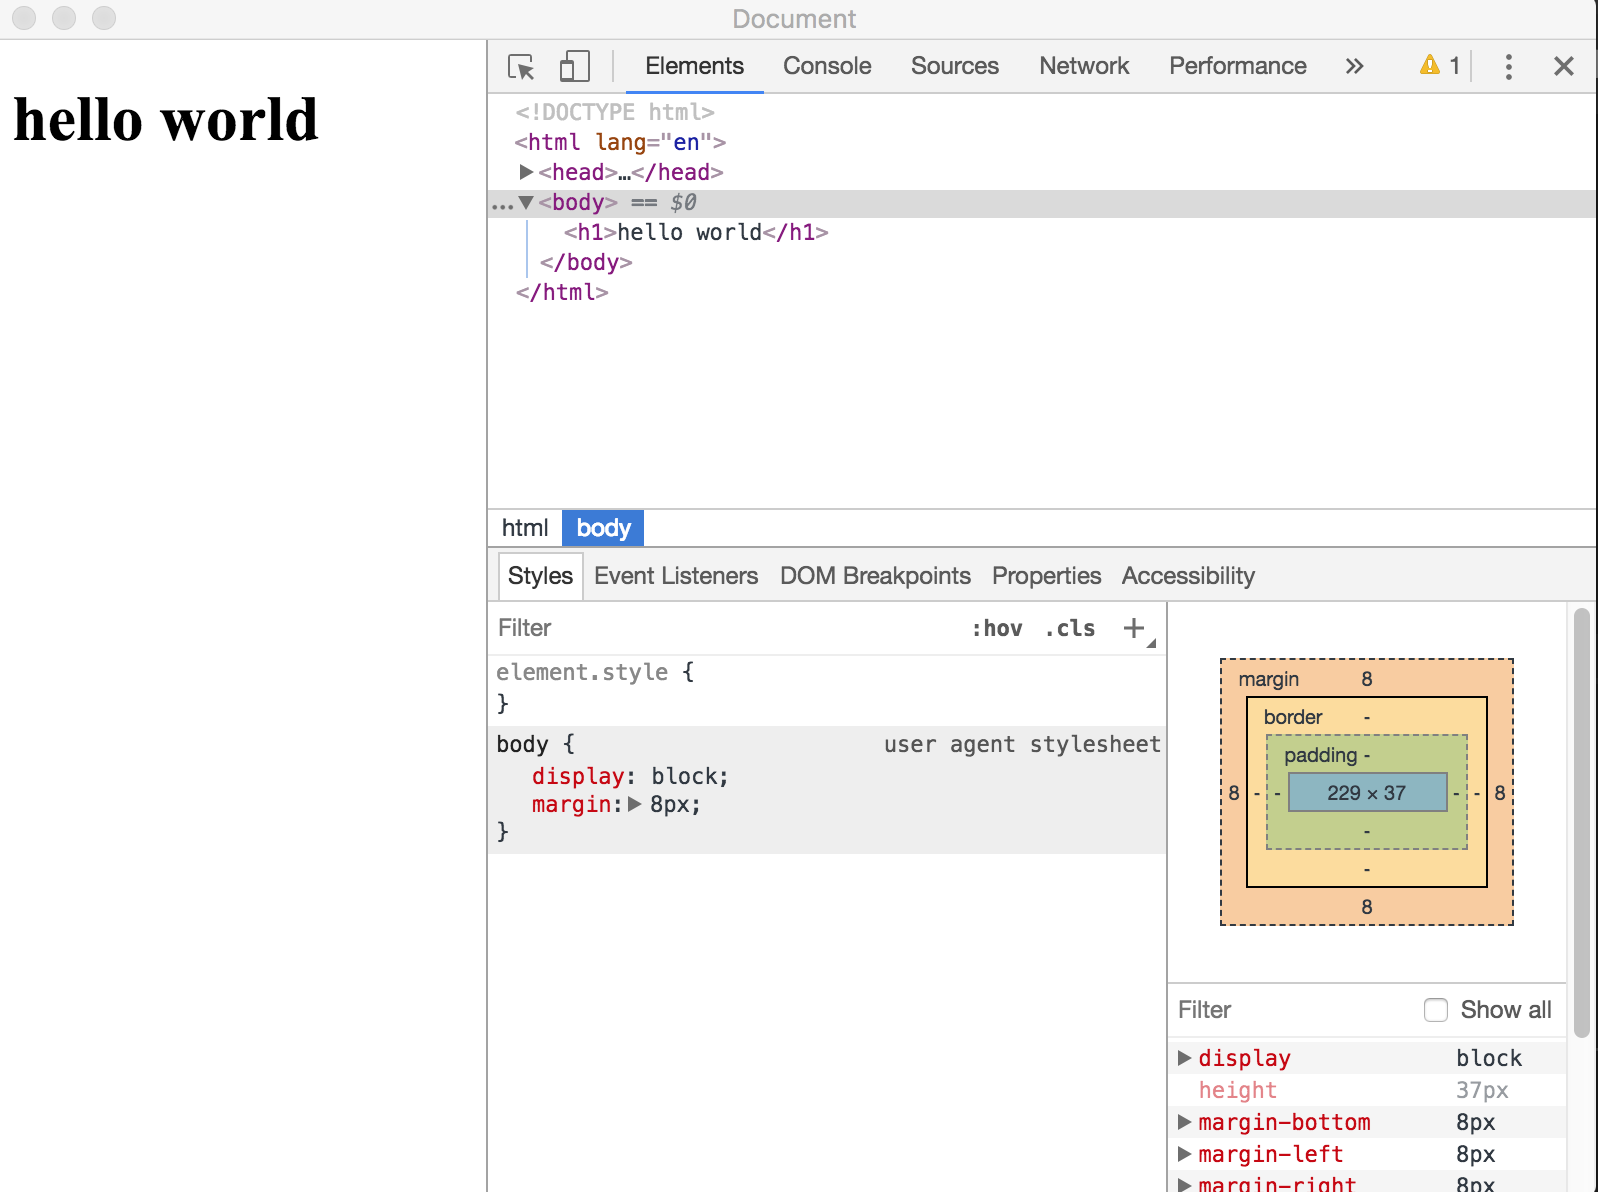 Document
hello world
Elements Console Sources Network Performance » 1
<!DOCTYPE html>
<html lang="en">
<head>…</head>
… <body> == $0
<h1>hello world</h1>
</body>
</html>
html body
Styles Event Listeners DOM Breakpoints Properties Accessibility
Filter :hov .cls +
element.style {
}
body { user agent stylesheet
display: block;
margin: 8px;
}
margin 8
border -
padding -
8 - - 229 × 37 - - 8
-
-
8
Filter Show all
display block
height 37px
margin-bottom 8px
margin-left 8px
margin-right 8px